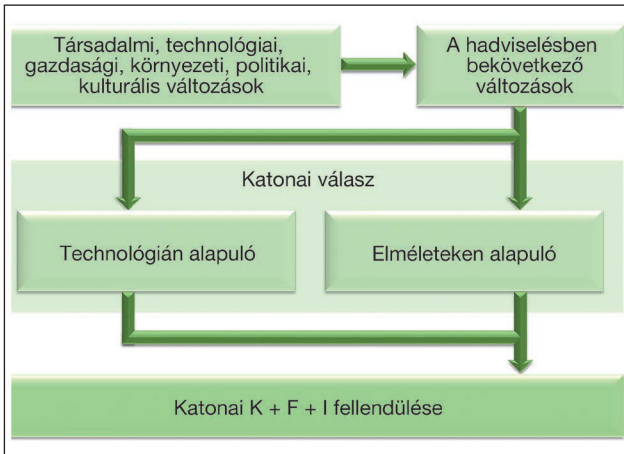 Társadalmi, technológiai,
gazdasági, környezeti, politikai,
kulturális változások
A hadviselésben
bekövetkező
változások
Katonai válasz
Technológián alapuló
Elméleteken alapuló
Katonai K + F + I fellendülése